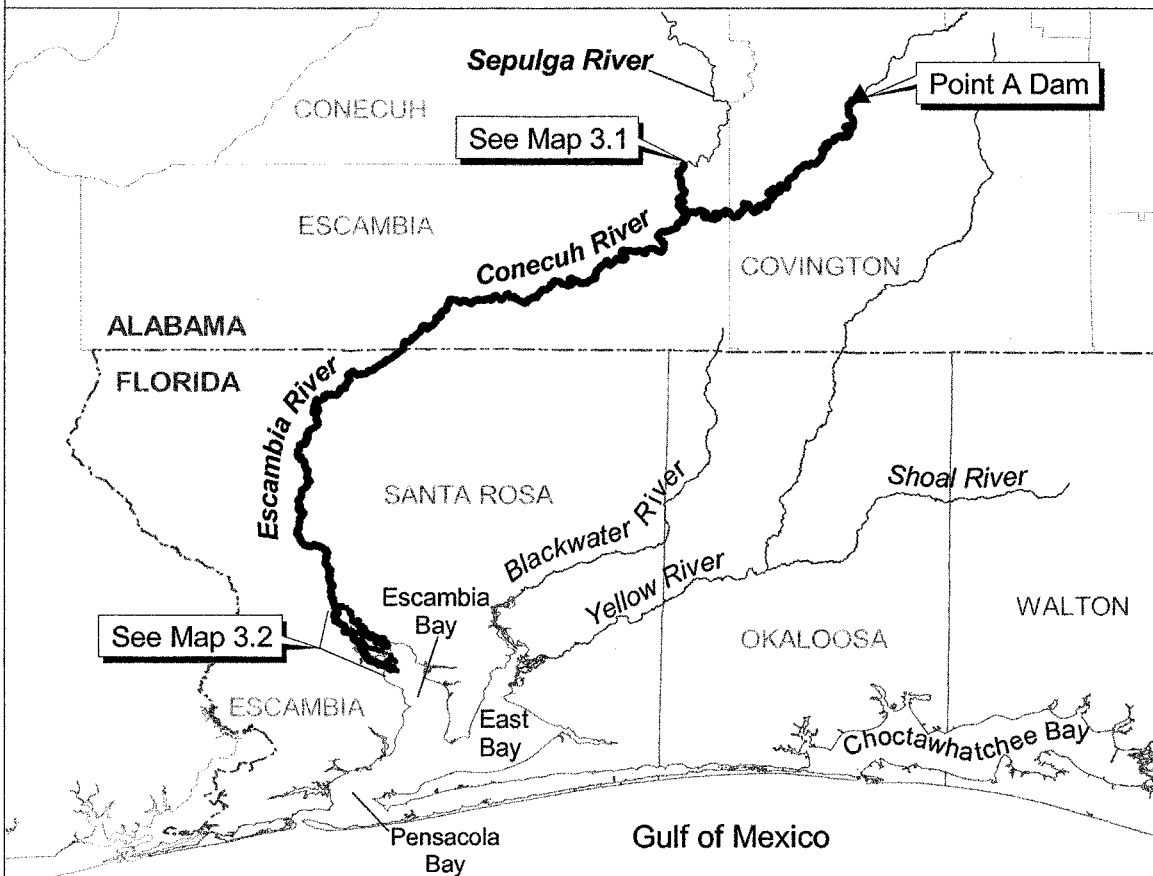 Sepulga River
Point A Dam
CONECUH
See Map 3.1
ESCAMBIA
Conecuh River
COVINGTON
ALABAMA
FLORIDA
Escambia River
SANTA ROSA
Shoal River
Blackwater River
Yellow River
Escambia
Bay
WALTON
See Map 3.2
OKALOOSA
ESCAMBIA
East
Bay
Choctawhatchee Bay
Pensacola
Bay
Gulf of Mexico